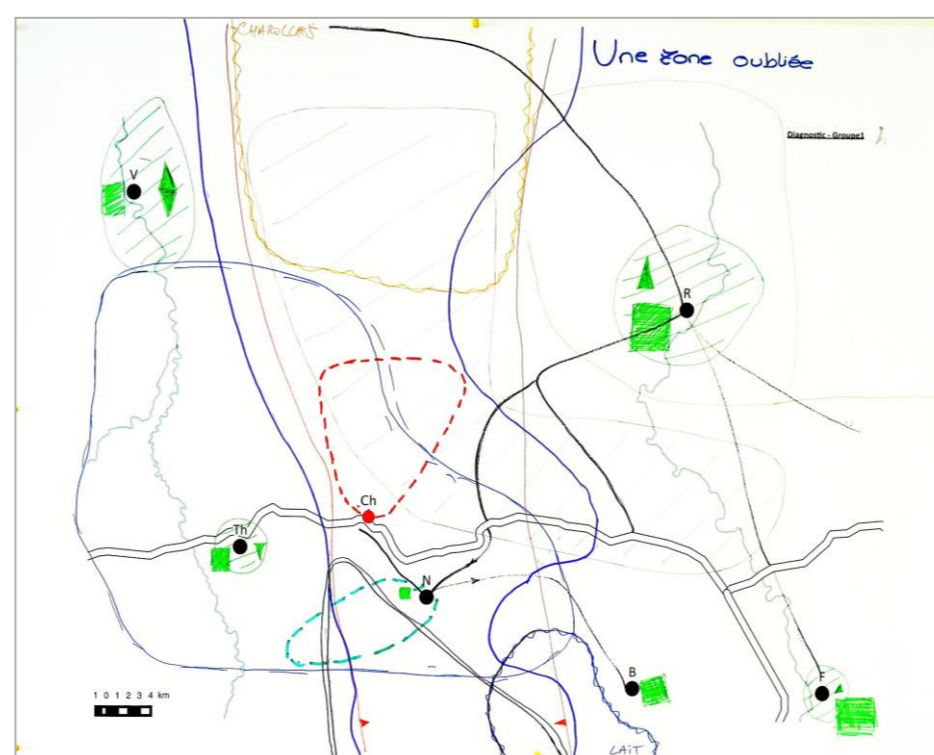 CHAROLLAIS
Une zone oubliée
Diagnostic - Groupe1
V
R
Ch
Th
N
B
F
1 0 1 2 3 4 km
LAIT